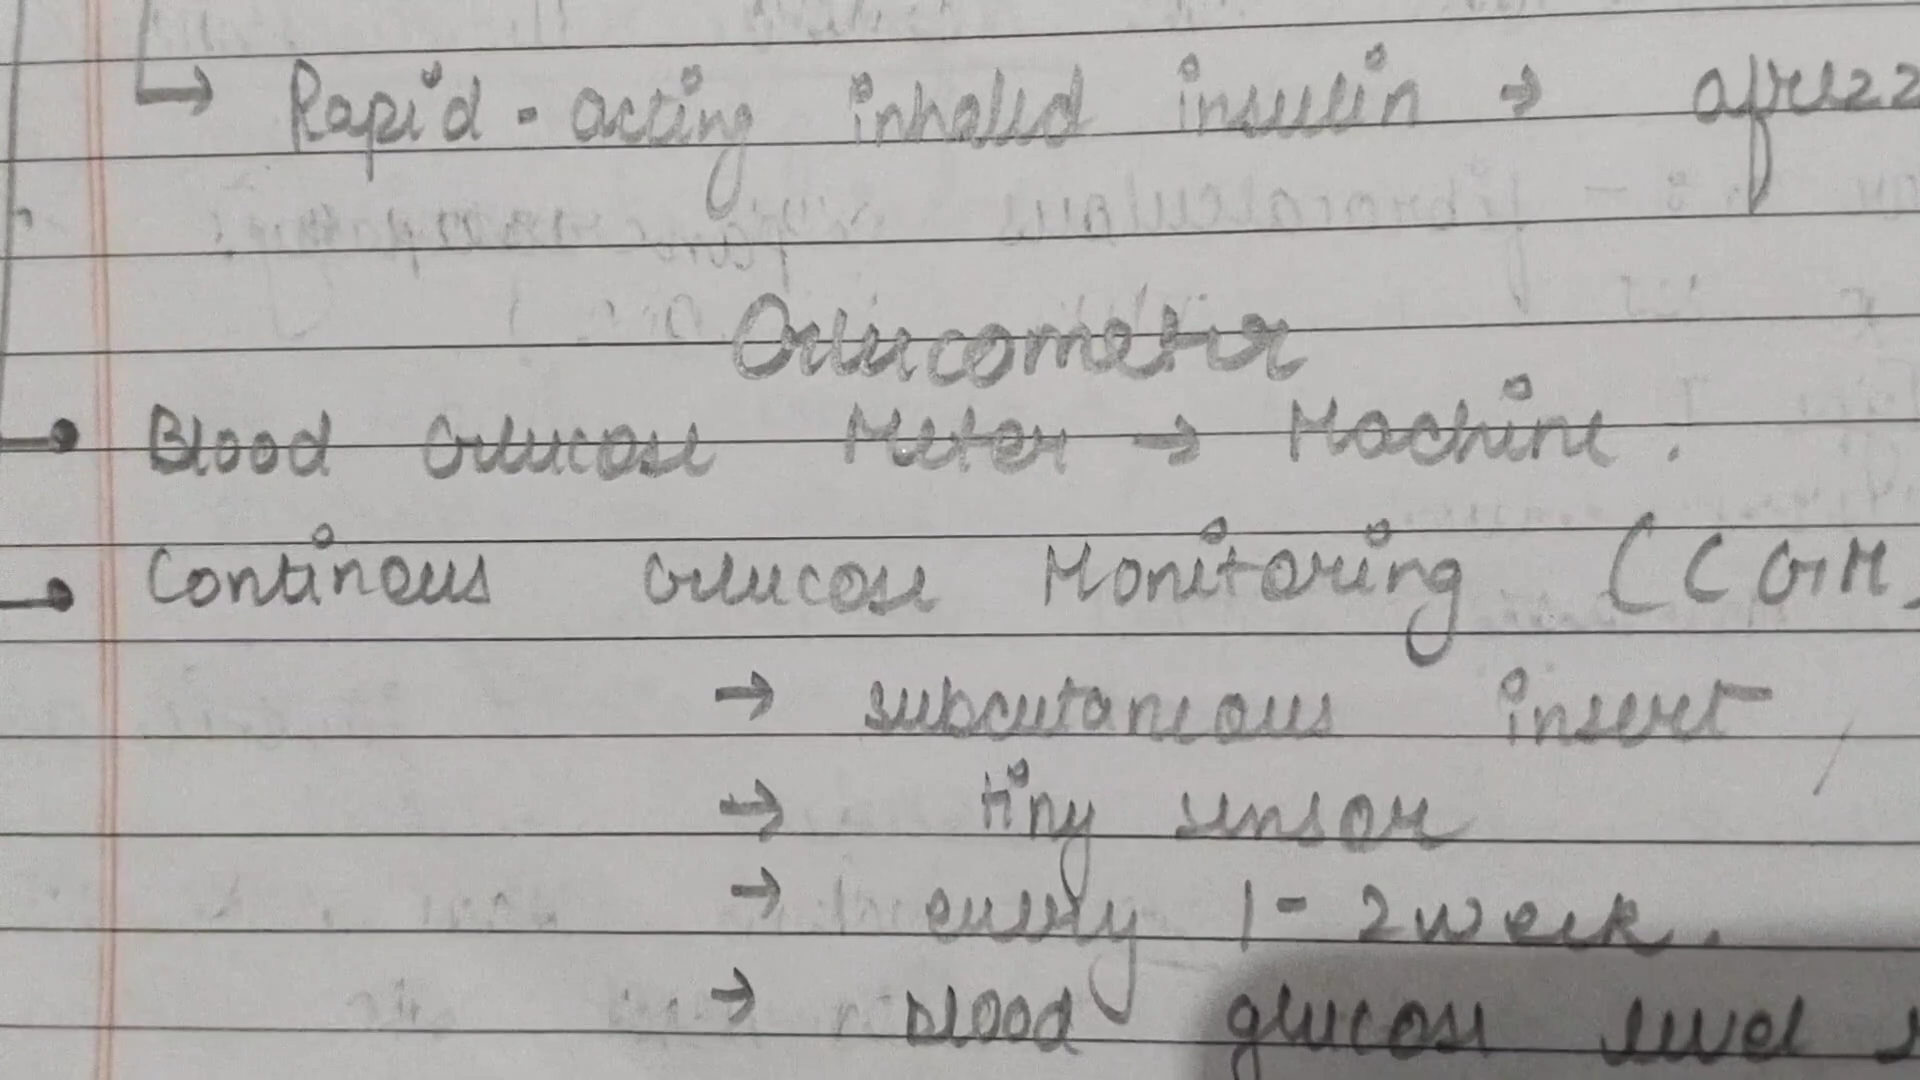 → Rapid - acting inhaled insulin → afrezz
Glucometer
→ Blood Glucose Meter → Machine.
→ Continous Glucose Monitoring (CGM
→ subcutaneous insert
→ tiny sensor
→ every 1 - 2 week.
→ blood glucose level